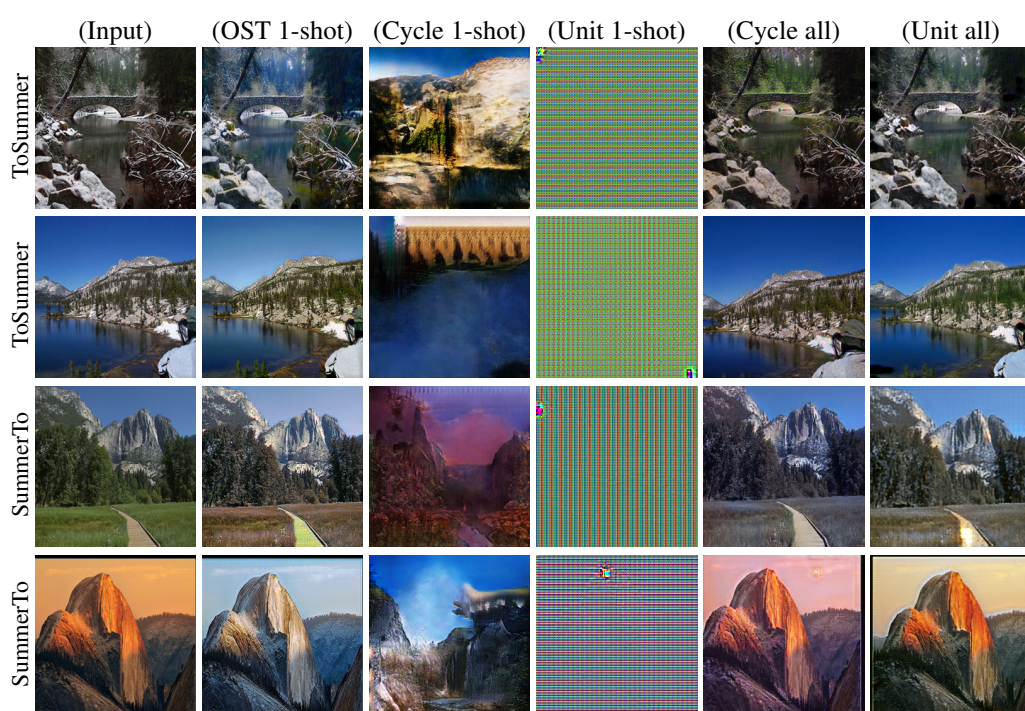 (Input) (OST 1-shot) (Cycle 1-shot) (Unit 1-shot) (Cycle all) (Unit all)
ToSummer
ToSummer
SummerTo
SummerTo